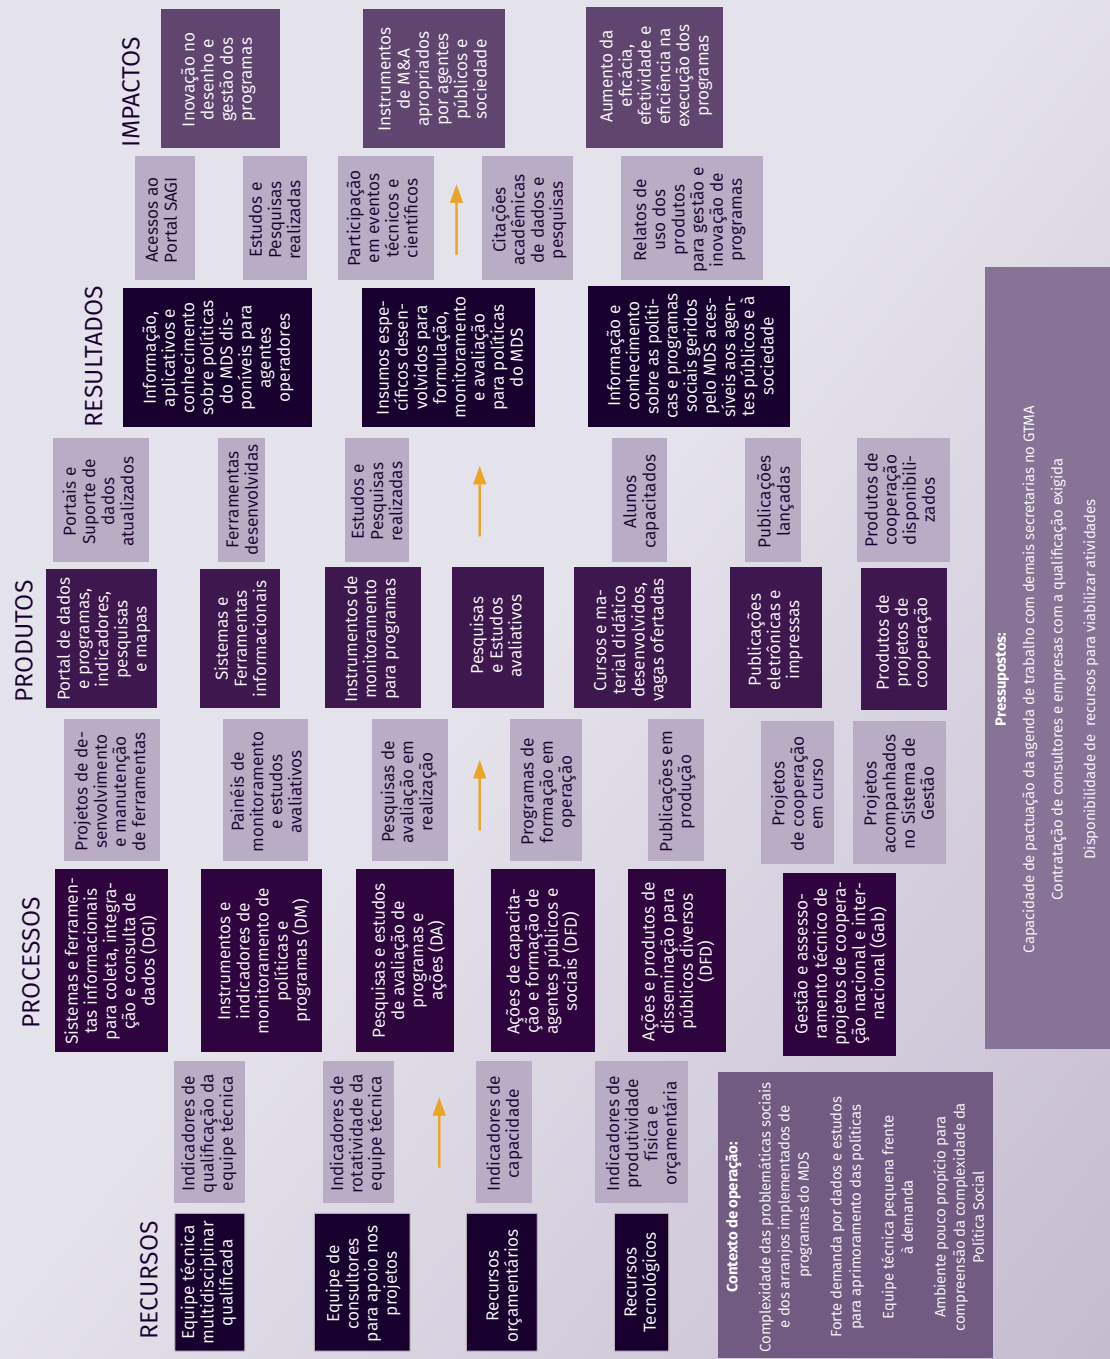 RECURSOS
Equipe técnica
multidisciplinar
qualificada
Equipe de
consultores
para apoio nos
projetos
Recursos
orçamentários
Recursos
Tecnológicos
Indicadores de
qualificação da
equipe técnica
Indicadores de
rotatividade da
equipe técnica
Indicadores de
capacidade
Indicadores de
produtividade
física e
orçamentária
PROCESSOS
Sistemas e ferramen-
tas informacionais
para coleta, integra-
ção e consulta de
dados (DGI)
Instrumentos e
indicadores de
monitoramento de
políticas e
programas (DM)
Pesquisas e estudos
de avaliação de
programas e
ações (DA)
Ações de capacita-
ção e formação de
agentes públicos e
sociais (DFD)
Ações e produtos de
disseminação para
públicos diversos
(DFD)
Gestão e assesso-
ramento técnico de
projetos de coopera-
ção nacional e inter-
nacional (Gab)
Projetos de de-
senvolvimento
e manutenção
de ferramentas
Painéis de
monitoramento
e estudos
avaliativos
Pesquisas de
avaliação em
realização
Programas de
formação em
operação
Publicações em
produção
Projetos
de cooperação
em curso
Projetos
acompanhados
no Sistema de
Gestão
PRODUTOS
Portal de dados
e programas,
indicadores,
pesquisas
e mapas
Sistemas e
Ferramentas
informacionais
Instrumentos de
monitoramento
para programas
Pesquisas
e Estudos
avaliativos
Cursos e ma-
terial didático
desenvolvidos,
vagas ofertadas
Publicações
eletrônicas e
impressas
Produtos de
projetos de
cooperação
Portais e
Suporte de
dados
atualizados
Ferramentas
desenvolvidas
Estudos e
Pesquisas
realizadas
Alunos
capacitados
Publicações
lançadas
Produtos de
cooperação
disponibili-
zados
RESULTADOS
Informação,
aplicativos e
conhecimento
sobre políticas
do MDS dis-
poníveis para
agentes
operadores
Insumos espe-
cíficos desen-
volvidos para
formulação,
monitoramento
e avaliação
para políticas
do MDS
Informação e
conhecimento
sobre as políti-
cas e programas
sociais geridos
pelo MDS aces-
síveis aos agen-
tes públicos e à
sociedade
Acessos ao
Portal SAGI
Estudos e
Pesquisas
realizadas
Participação
em eventos
técnicos e
científicos
Citações
acadêmicas
de dados e
pesquisas
Relatos de
uso dos
produtos
para gestão e
inovação de
programas
IMPACTOS
Inovação no
desenho e
gestão dos
programas
Instrumentos
de M&A
apropriados
por agentes
públicos e
sociedade
Aumento da
eficácia,
efetividade e
eficiência na
execução dos
programas
Contexto de operação:
Complexidade das problemáticas sociais
e dos arranjos implementados de
programas do MDS
Forte demanda por dados e estudos
para aprimoramento das políticas
Equipe técnica pequena frente
à demanda
Ambiente pouco propício para
compreensão da complexidade da
Política Social
Pressupostos:
Capacidade de pactuação da agenda de trabalho com demais secretarias no GTMA
Contratação de consultores e empresas com a qualificação exigida
Disponibilidade de recursos para viabilizar atividades